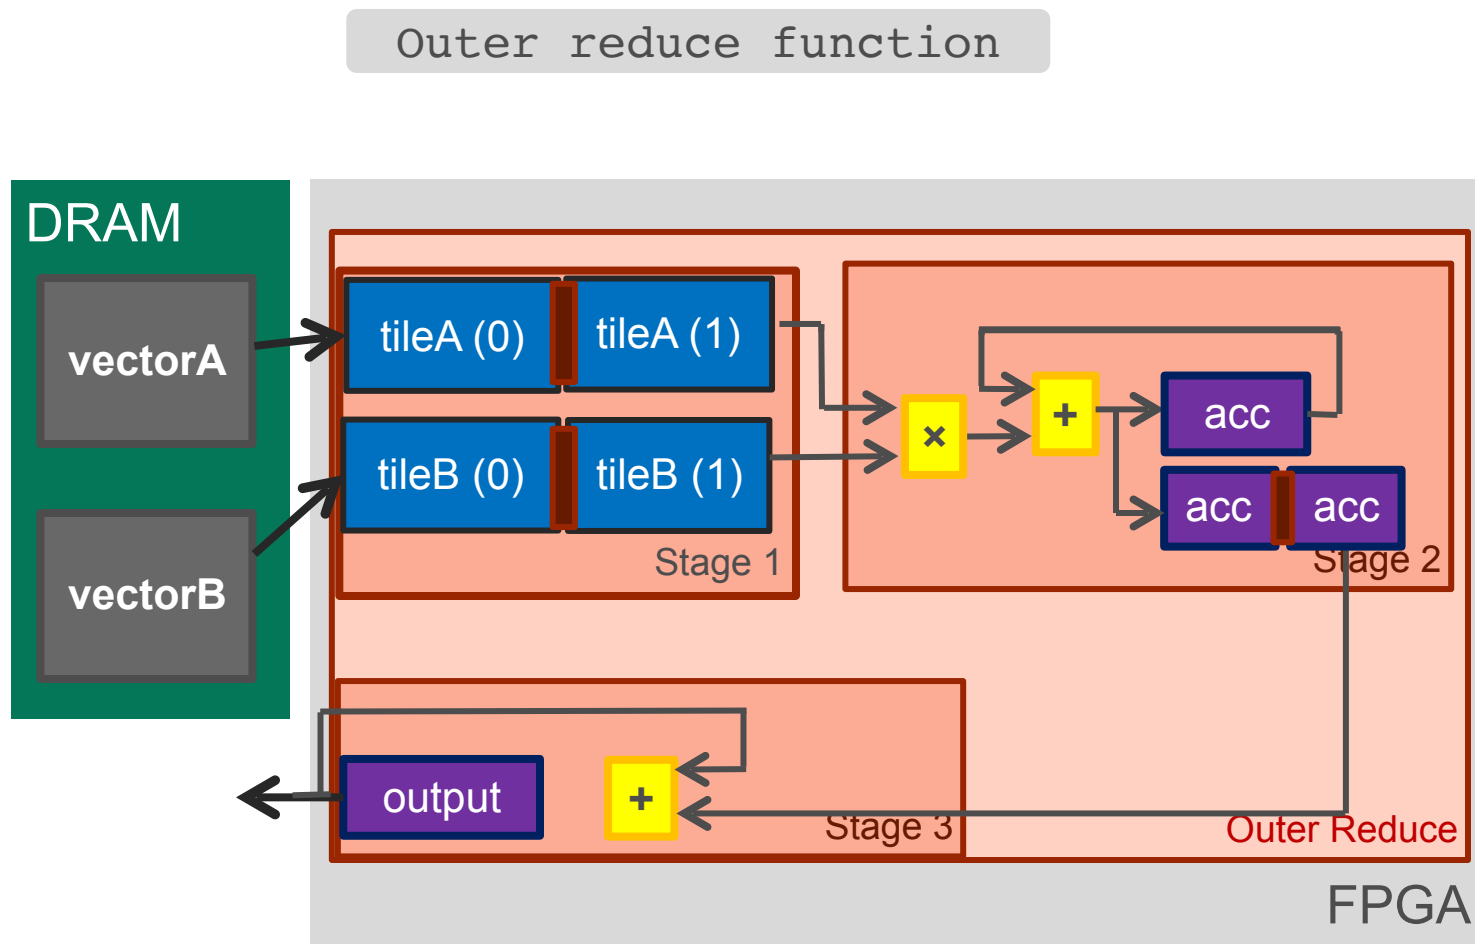 Outer reduce function
DRAM
vectorA
vectorB
tileA (0)
tileA (1)
tileB (0)
tileB (1)
Stage 1
×
+
acc
acc
acc
Stage 2
output
+
Stage 3
Outer Reduce
FPGA